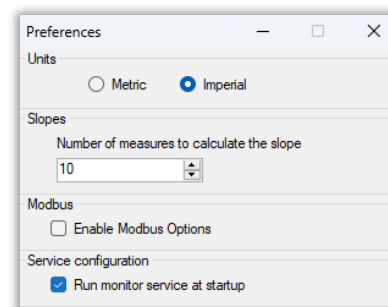 Preferences
Units
Metric Imperial
Slopes
Number of measures to calculate the slope
10
Modbus
Enable Modbus Options
Service configuration
Run monitor service at startup